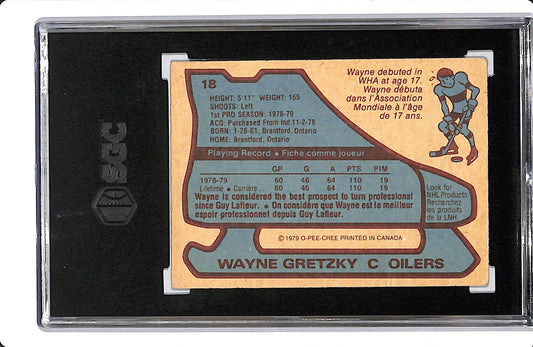 18
HEIGHT: 5'11" WEIGHT: 165
SHOOTS: Left
1st PRO SEASON: 1978-79
ACQ: Purchased From Ind. 11-2-78
BORN: 1-26-61, Brantford, Ontario
HOME: Brantford, Ontario
Wayne debuted in
WHA at age 17.
Wayne débuta
dans l'Association
Mondiale à l'âge
de 17 ans.
Playing Record • Fiche comme joueur
GP G A PTS PIM
1978-79 60 46 64 110 19
Lifetime • Carrière... 60 46 64 110 19
Wayne is considered the best prospect to turn professional
since Guy Lafleur. • On considère que Wayne est le meilleur
espoir professionnel depuis Guy Lafleur.
Look for
NHL Products
Recherchez
les produits
de la LNH
© 1979 O-PEE-CHEE PRINTED IN CANADA
WAYNE GRETZKY C OILERS
SGC